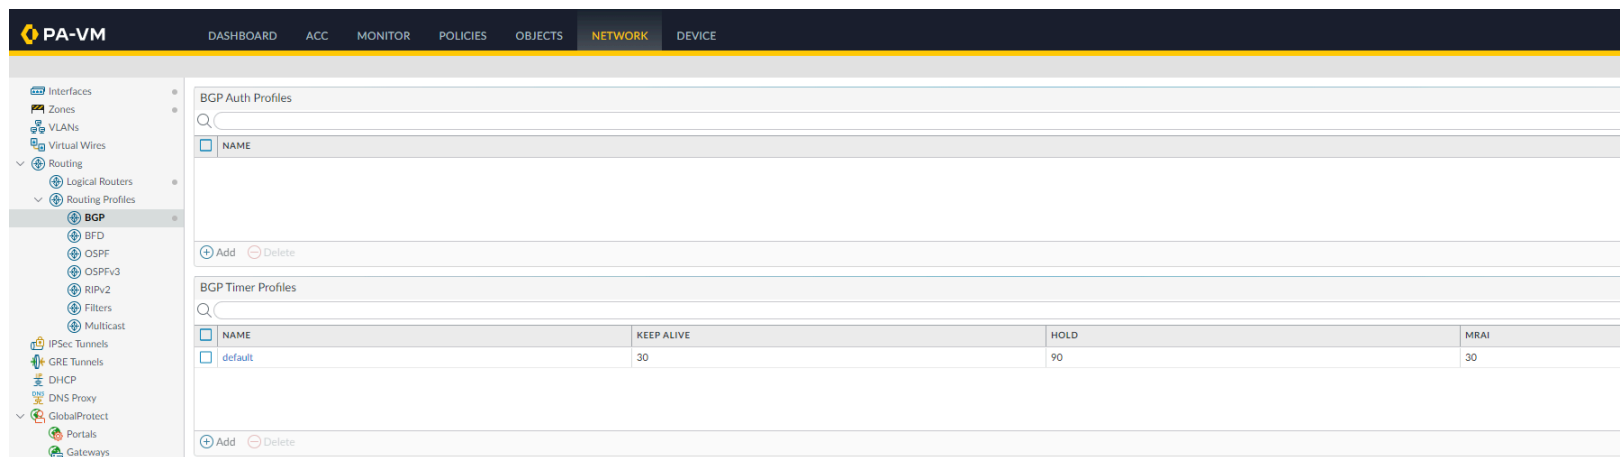 PA-VM DASHBOARD ACC MONITOR POLICIES OBJECTS NETWORK DEVICE
Interfaces
Zones
VLANs
Virtual Wires
Routing
Logical Routers
Routing Profiles
BGP
BFD
OSPF
OSPFv3
RIPv2
Filters
Multicast
IPSec Tunnels
GRE Tunnels
DHCP
DNS Proxy
GlobalProtect
Portals
Gateways
BGP Auth Profiles
NAME
Add Delete
BGP Timer Profiles
NAME KEEP ALIVE HOLD MRAI
default 30 90 30
Add Delete